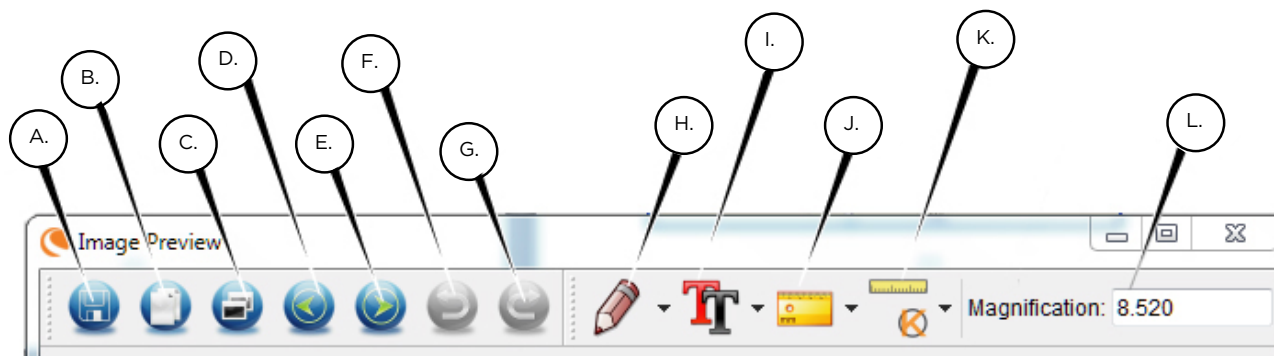 A.
B.
C.
D.
E.
F.
G.
H.
I.
J.
K.
L.
Image Preview
Magnification: 8.520